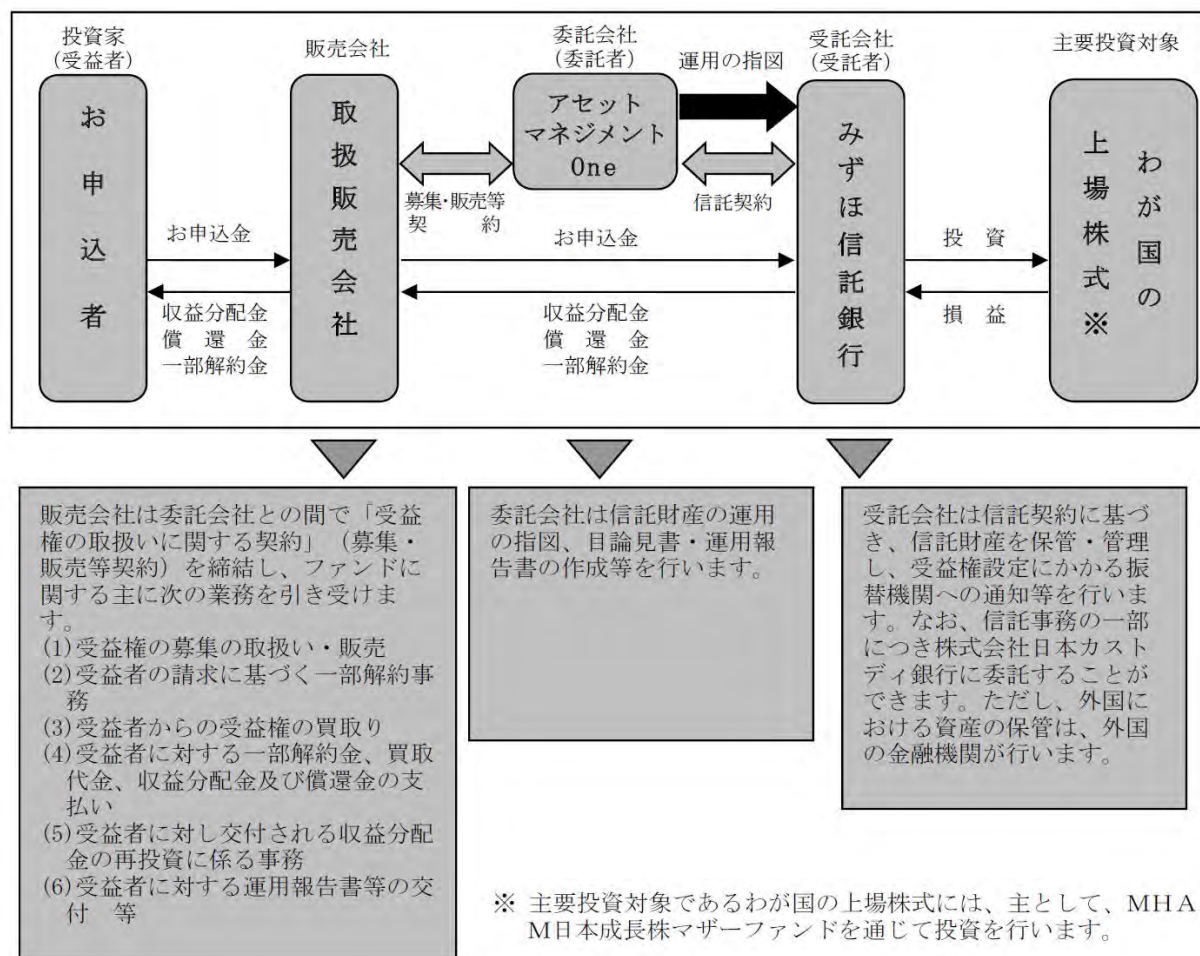 投資家
(受益者)
販売会社
委託会社
(委託者)
運用の指図
受託会社
(受託者)
主要投資対象
お申込者
取扱販売会社
アセット
マネジメント
One
みずほ信託銀行
わが国の
上場株式※
募集・販売等
契　　約
信託契約
お申込金
収益分配金
償　還　金
一部解約金
お申込金
収益分配金
償　還　金
一部解約金
投　資
損　益
販売会社は委託会社との間で「受益
権の取扱いに関する契約」（募集・
販売等契約）を締結し、ファンドに
関する主に次の業務を引き受けま
す。
(1)受益権の募集の取扱い・販売
(2)受益者の請求に基づく一部解約事
務
(3)受益者からの受益権の買取り
(4)受益者に対する一部解約金、買取
代金、収益分配金及び償還金の支
払い
(5)受益者に対し交付される収益分配
金の再投資に係る事務
(6)受益者に対する運用報告書等の交
付　等
委託会社は信託財産の運用
の指図、目論見書・運用報
告書の作成等を行います。
受託会社は信託契約に基づ
き、信託財産を保管・管理
し、受益権設定にかかる振
替機関への通知等を行いま
す。なお、信託事務の一部
につき株式会社日本カスト
ディ銀行に委託することが
できます。ただし、外国に
おける資産の保管は、外国
の金融機関が行います。
※ 主要投資対象であるわが国の上場株式には、主として、ＭＨＡ
Ｍ日本成長株マザーファンドを通じて投資を行います。